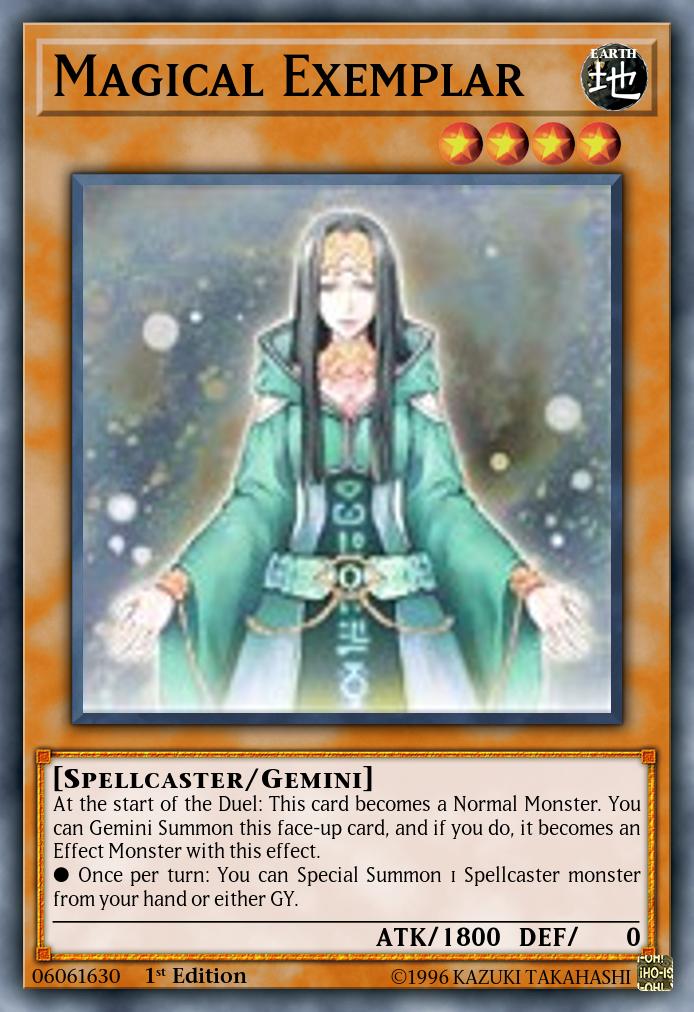 MAGICAL EXEMPLAR
EARTH
地
[SPELLCASTER/GEMINI]
At the start of the Duel: This card becomes a Normal Monster. You
can Gemini Summon this face-up card, and if you do, it becomes an
Effect Monster with this effect.
● Once per turn: You can Special Summon 1 Spellcaster monster
from your hand or either GY.
ATK/1800 DEF/ 0
06061630 1st Edition ©1996 KAZUKI TAKAHASHI